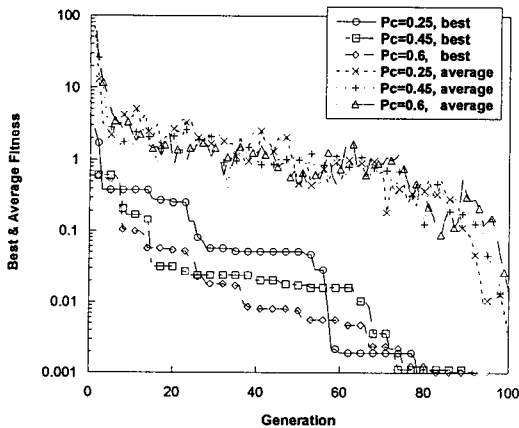 100
10
1
0.1
0.01
0.001
Best & Average Fitness
0
20
40
60
80
100
Generation
Pc=0.25, best
Pc=0.45, best
Pc=0.6, best
Pc=0.25, average
Pc=0.45, average
Pc=0.6, average